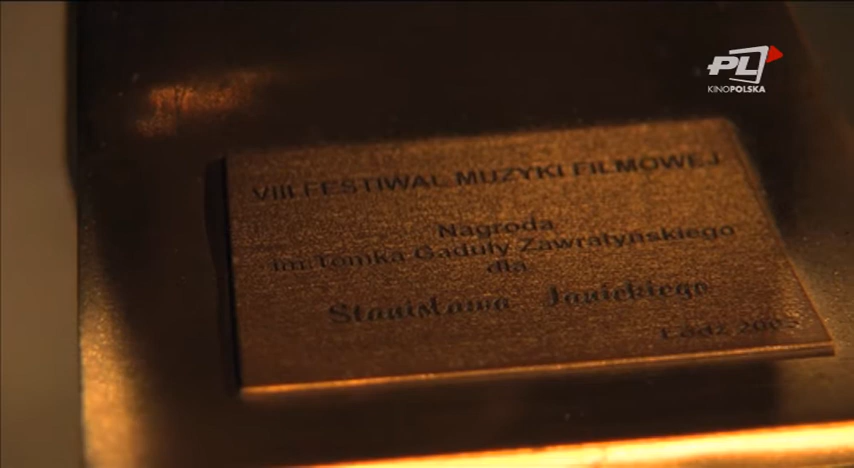 PL
KINOPOLSKA
VIII FESTIWAL MUZYKI FILMOWEJ
Nagroda
im. Tomka Gaduły Zawratyńskiego
dla
Stanisława Janickiego
Łódź